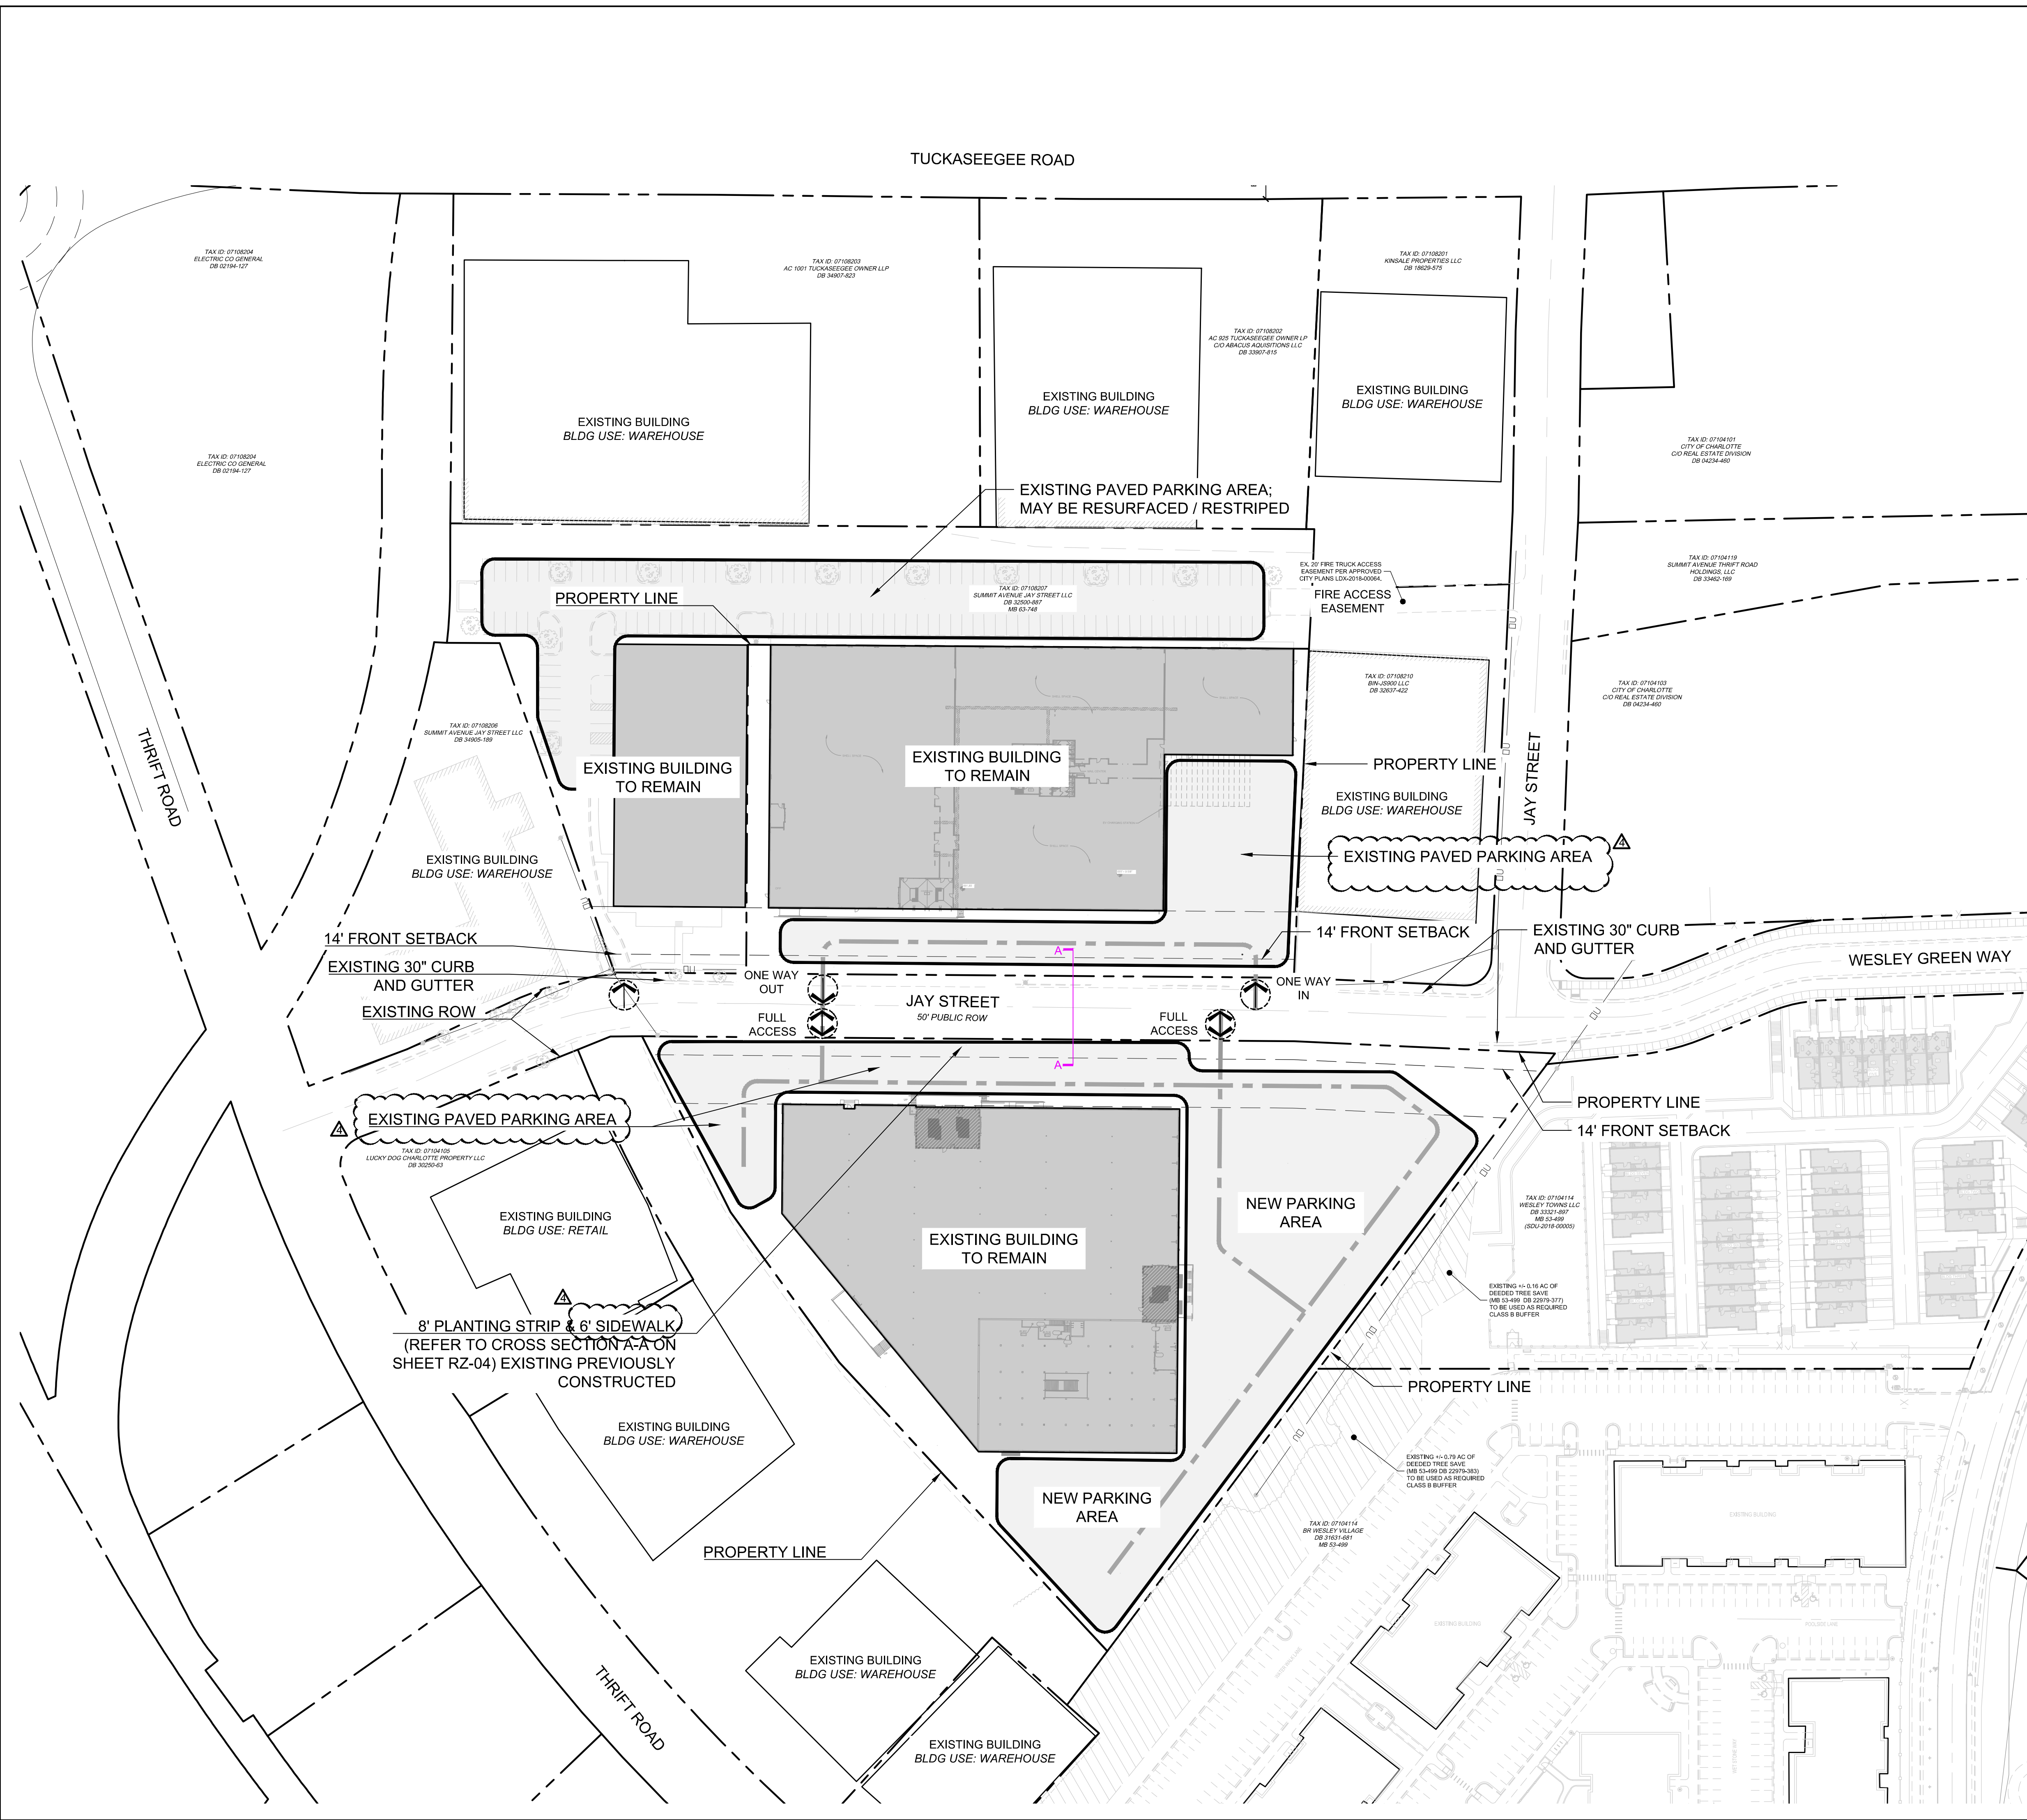 TUCKASEEGEE ROAD
TAX ID: 07108204
ELECTRIC CO GENERAL
DB 02194-127
TAX ID: 07108203
AC 1001 TUCKASEEGEE OWNER LLP
DB 34907-823
TAX ID: 07108201
KINSALE PROPERTIES LLC
DB 18629-575
TAX ID: 07108202
AC 925 TUCKASEEGEE OWNER LP
C/O ABACUS AQUISITIONS LLC
DB 33907-615
EXISTING BUILDING
BLDG USE: WAREHOUSE
EXISTING BUILDING
BLDG USE: WAREHOUSE
EXISTING BUILDING
BLDG USE: WAREHOUSE
TAX ID: 07108204
ELECTRIC CO GENERAL
DB 02194-127
TAX ID: 07104101
CITY OF CHARLOTTE
C/O REAL ESTATE DIVISION
DB 04234-460
EXISTING PAVED PARKING AREA;
MAY BE RESURFACED / RESTRIPED
EX. 20' FIRE TRUCK ACCESS
EASEMENT PER APPROVED
CITY PLANS LDX-2018-00064.
FIRE ACCESS
EASEMENT
TAX ID: 07104119
SUMMIT AVENUE THRIFT ROAD
HOLDINGS, LLC
DB 33462-169
PROPERTY LINE
TAX ID: 07108207
SUMMIT AVENUE JAY STREET LLC
DB 32500-887
MB 63-748
TAX ID: 07108210
BIN-JS900 LLC
DB 32637-422
TAX ID: 07104103
CITY OF CHARLOTTE
C/O REAL ESTATE DIVISION
DB 04234-460
THRIFT ROAD
TAX ID: 07108206
SUMMIT AVENUE JAY STREET LLC
DB 34905-189
EXISTING BUILDING
TO REMAIN
EXISTING BUILDING
TO REMAIN
PROPERTY LINE
JAY STREET
EXISTING BUILDING
BLDG USE: WAREHOUSE
EXISTING BUILDING
BLDG USE: WAREHOUSE
EXISTING PAVED PARKING AREA
4
14' FRONT SETBACK
EXISTING 30" CURB
AND GUTTER
EXISTING ROW
ONE WAY
OUT
FULL
ACCESS
JAY STREET
50' PUBLIC ROW
A
A
FULL
ACCESS
ONE WAY
IN
14' FRONT SETBACK
EXISTING 30" CURB
AND GUTTER
WESLEY GREEN WAY
PROPERTY LINE
14' FRONT SETBACK
EXISTING PAVED PARKING AREA
4
TAX ID: 07104105
LUCKY DOG CHARLOTTE PROPERTY LLC
DB 30250-63
EXISTING BUILDING
BLDG USE: RETAIL
EXISTING BUILDING
TO REMAIN
NEW PARKING
AREA
TAX ID: 07104114
WESLEY TOWNS LLC
DB 33321-897
MB 53-499
(SDU-2018-00005)
EXISTING +/- 0.16 AC OF
DEEDED TREE SAVE
(MB 53-499 DB 22979-377)
TO BE USED AS REQUIRED
CLASS B BUFFER
4
8' PLANTING STRIP & 6' SIDEWALK
(REFER TO CROSS SECTION A-A ON
SHEET RZ-04) EXISTING PREVIOUSLY
CONSTRUCTED
PROPERTY LINE
EXISTING BUILDING
BLDG USE: WAREHOUSE
EXISTING +/- 0.79 AC OF
DEEDED TREE SAVE
(MB 53-499 DB 22979-383)
TO BE USED AS REQUIRED
CLASS B BUFFER
NEW PARKING
AREA
EXISTING BUILDING
TAX ID: 07104114
BR WESLEY VILLAGE
DB 31631-681
MB 53-499
PROPERTY LINE
EXISTING BUILDING
THRIFT ROAD
EXISTING BUILDING
BLDG USE: WAREHOUSE
EXISTING BUILDING
BLDG USE: WAREHOUSE